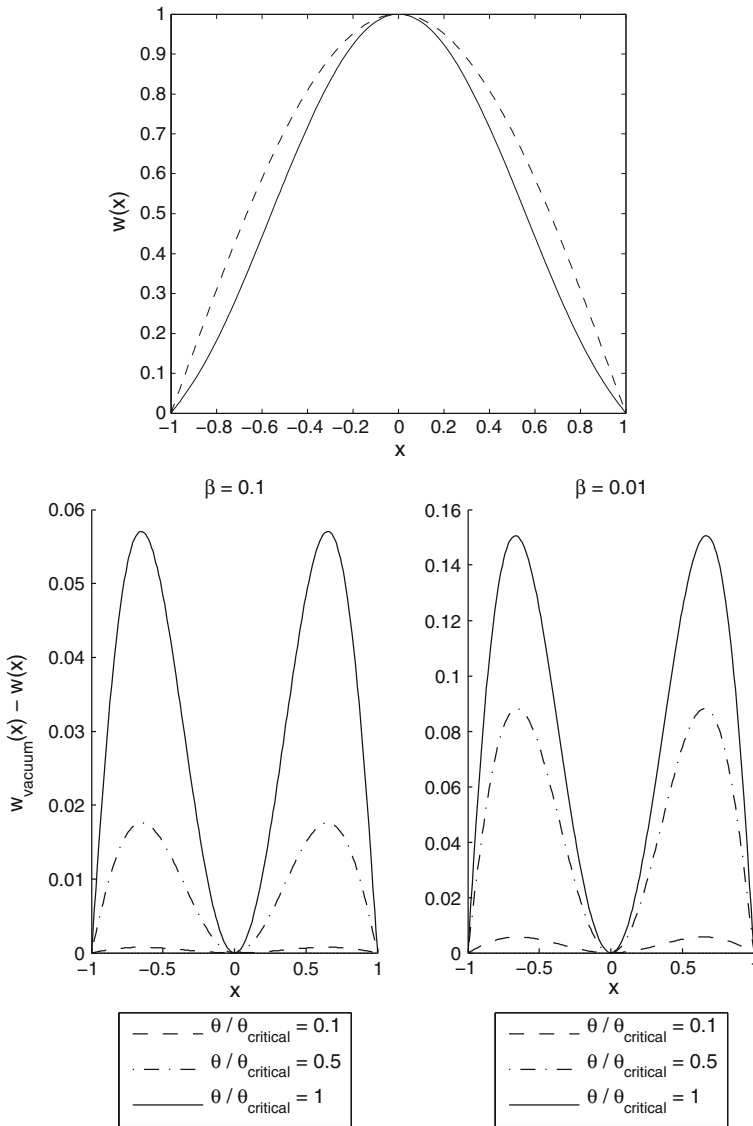 1
0.9
0.8
0.7
0.6
0.5
0.4
0.3
0.2
0.1
0
w(x)
−1 −0.8 −0.6 −0.4 −0.2 0 0.2 0.4 0.6 0.8 1
x
β = 0.1
0.06
0.05
0.04
0.03
0.02
0.01
0
w_vacuum(x) − w(x)
−1 −0.5 0 0.5 1
x
β = 0.01
0.16
0.14
0.12
0.1
0.08
0.06
0.04
0.02
0
−1 −0.5 0 0.5 1
x
θ / θ_critical = 0.1
θ / θ_critical = 0.5
θ / θ_critical = 1
θ / θ_critical = 0.1
θ / θ_critical = 0.5
θ / θ_critical = 1